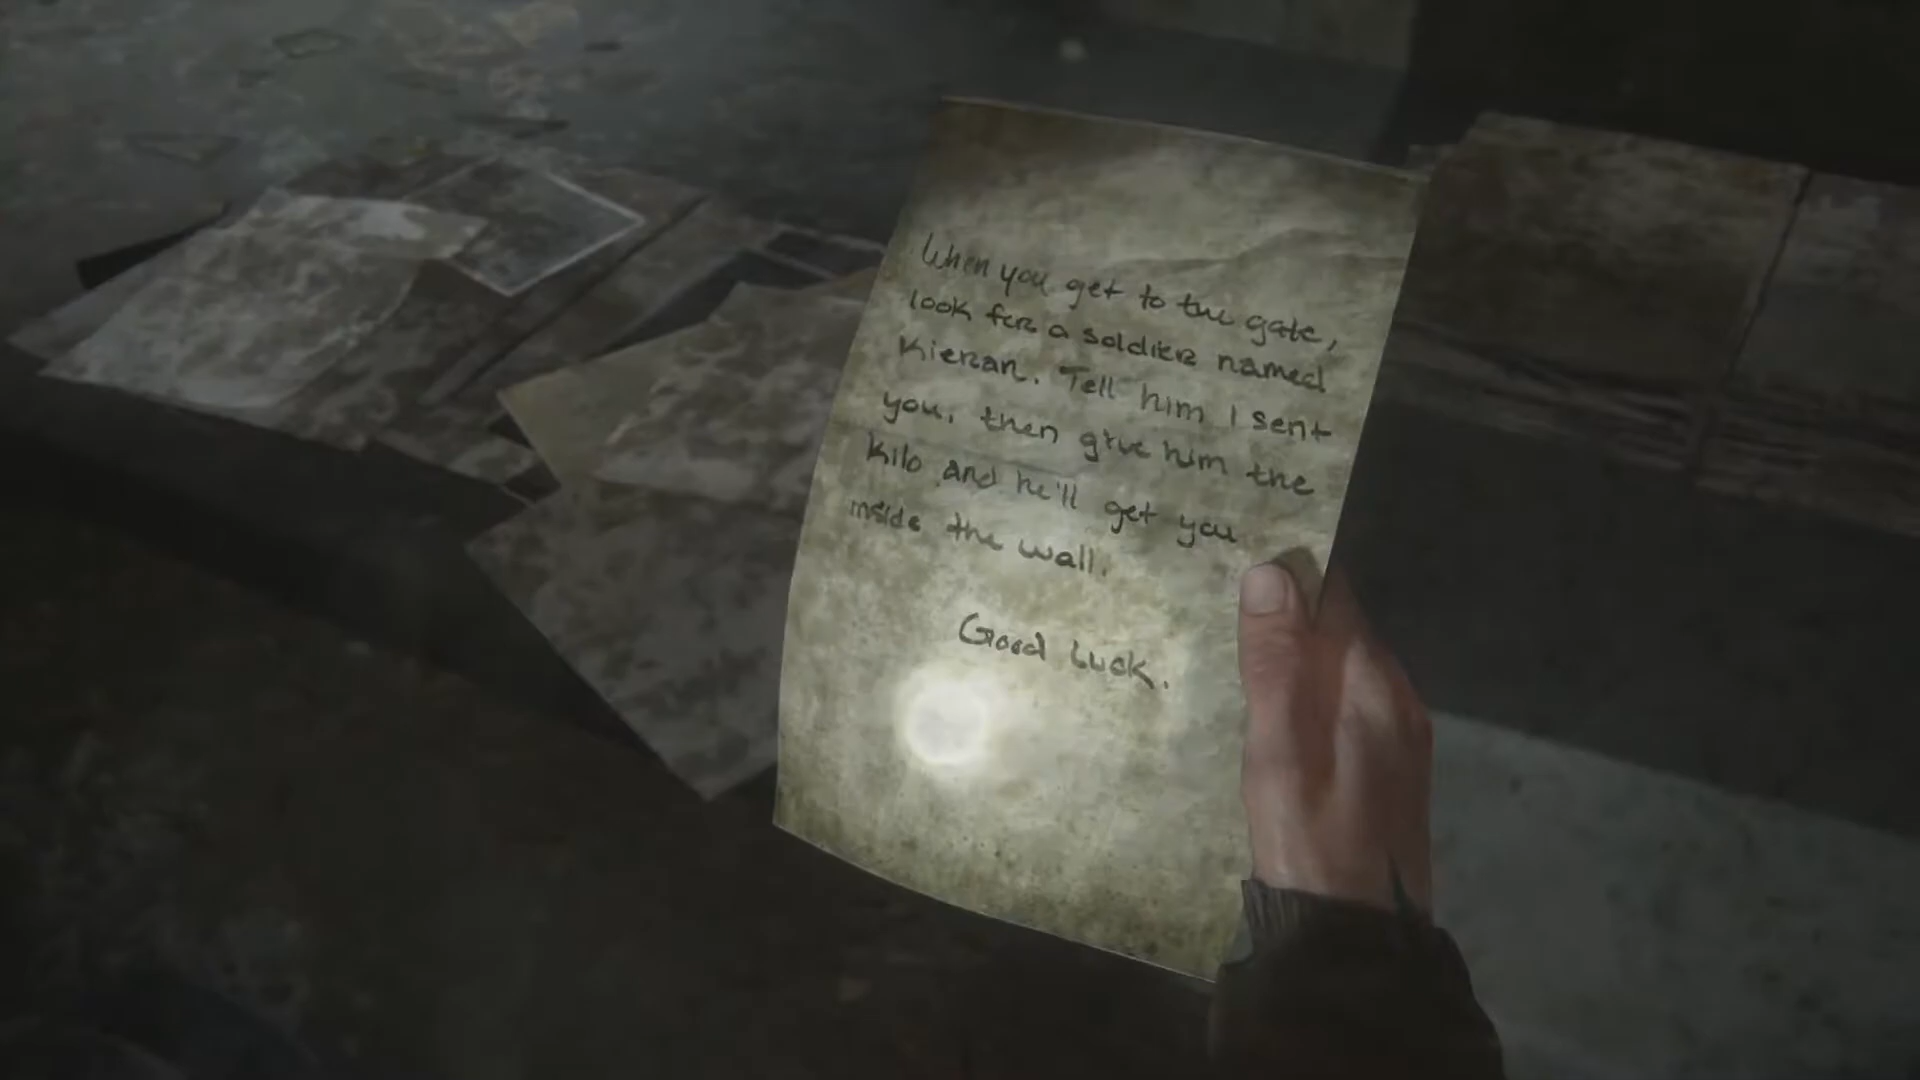 When you get to the gate,
look for a soldier named
Kieran. Tell him I sent
you, then give him the
kilo and he'll get you
inside the wall.
Good Luck.